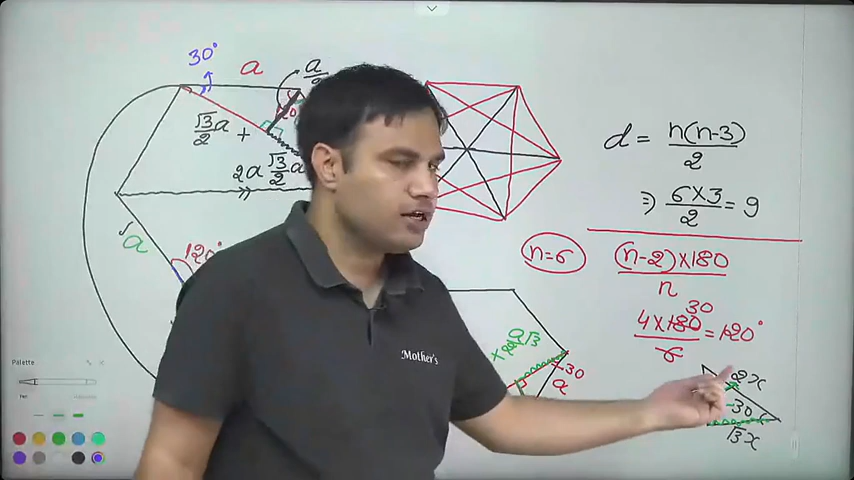 30°
a
a/2
√3/2 a +
2a
√3/2 a
a
120°
d = n(n-3)/2
⇒ 6×3/2 = 9
n=6
(n-2)×180/n
30
4×180/6 = 120°
30
a
2x
30
√3x
Mother's
Palette